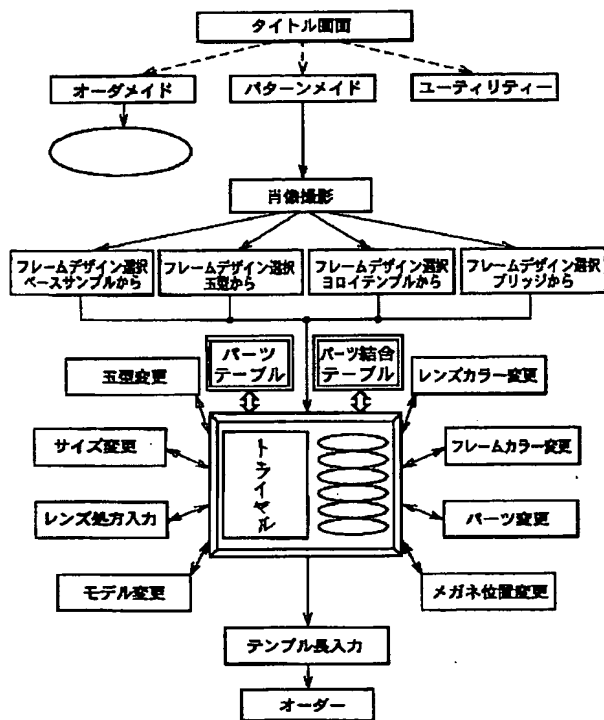 タイトル画面
オーダメイド
パターンメイド
ユーティリティー
肖像撮影
フレームデザイン選択
ベースサンプルから
フレームデザイン選択
玉型から
フレームデザイン選択
ヨロイテンプルから
フレームデザイン選択
ブリッジから
パーツ
テーブル
パーツ結合
テーブル
玉型変更
レンズカラー変更
サイズ変更
トライヤル
フレームカラー変更
レンズ処方入力
パーツ変更
モデル変更
メガネ位置変更
テンプル長入力
オーダー